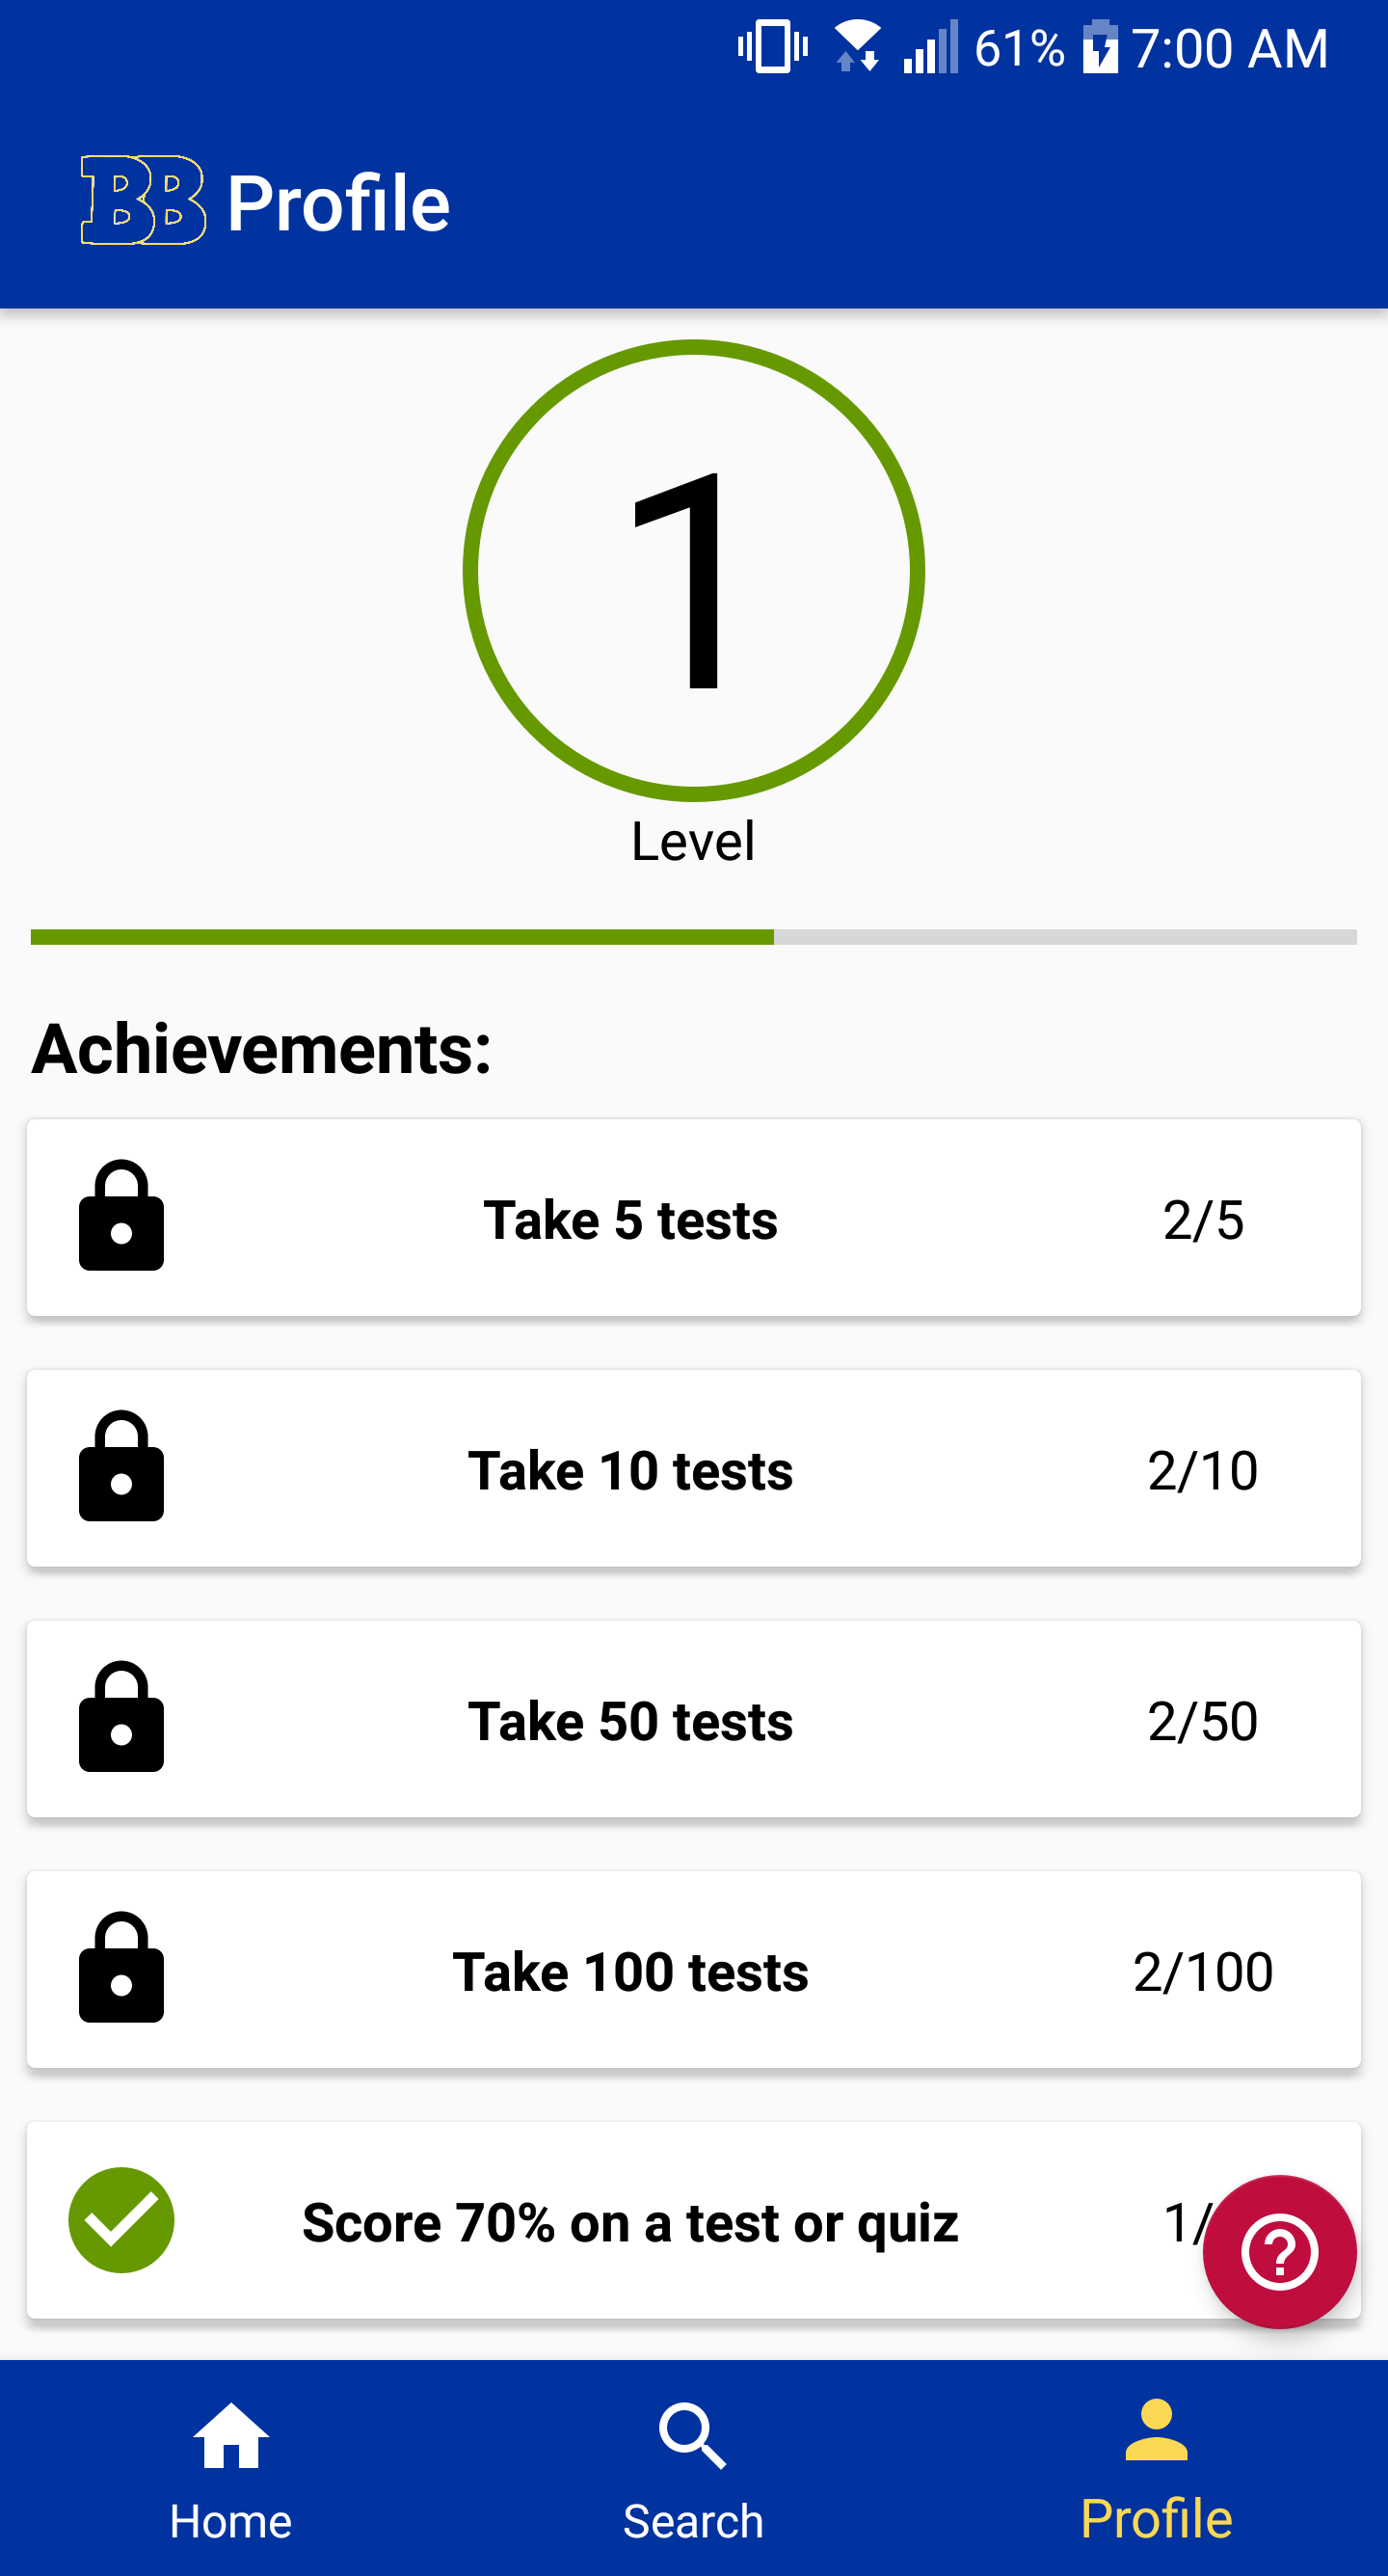 61% 7:00 AM
BB Profile
1
Level
Achievements:
Take 5 tests 2/5
Take 10 tests 2/10
Take 50 tests 2/50
Take 100 tests 2/100
Score 70% on a test or quiz 1/
?
Home Search Profile